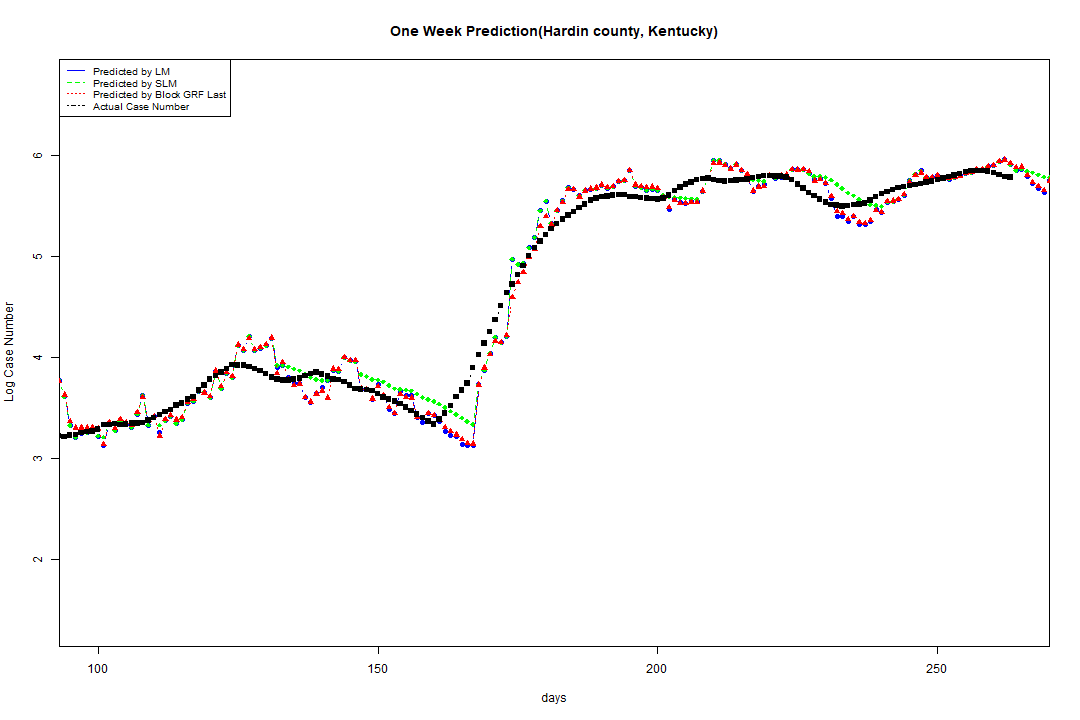 One Week Prediction(Hardin county, Kentucky)
Predicted by LM
Predicted by SLM
Predicted by Block GRF Last
Actual Case Number
6
5
4
3
2
Log Case Number
100
150
200
250
days